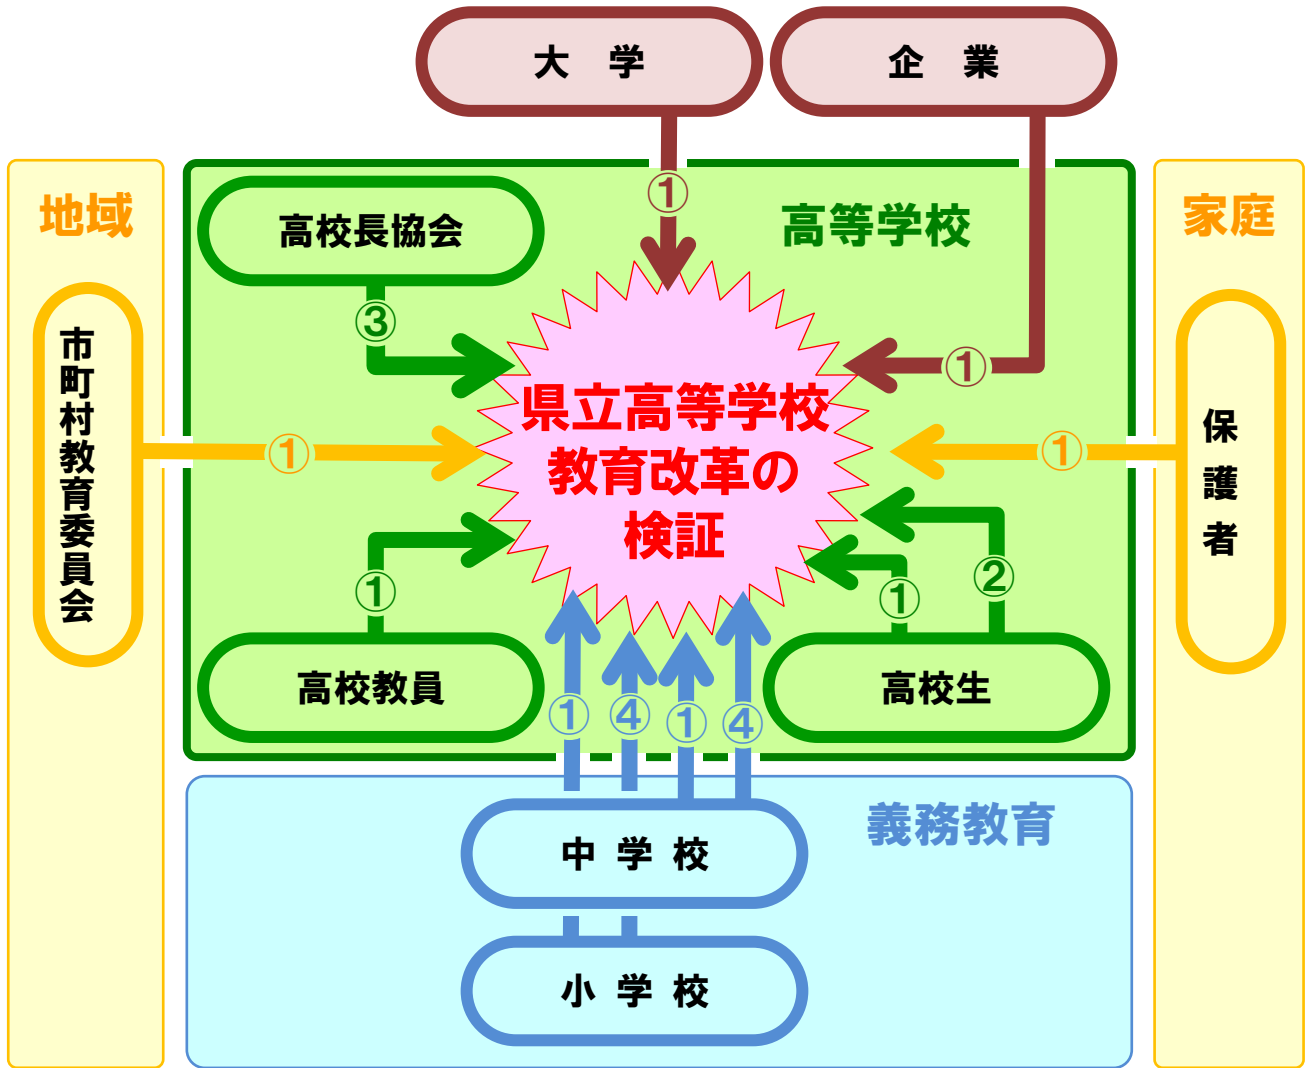 大　学
企　業
地域
高校長協会
①
高等学校
家庭
③
①
市町村教育委員会
県立高等学校
教育改革の
検証
①
①
保護者
①
②
①
高校教員
高校生
①
④
①
④
義務教育
中 学 校
小 学 校